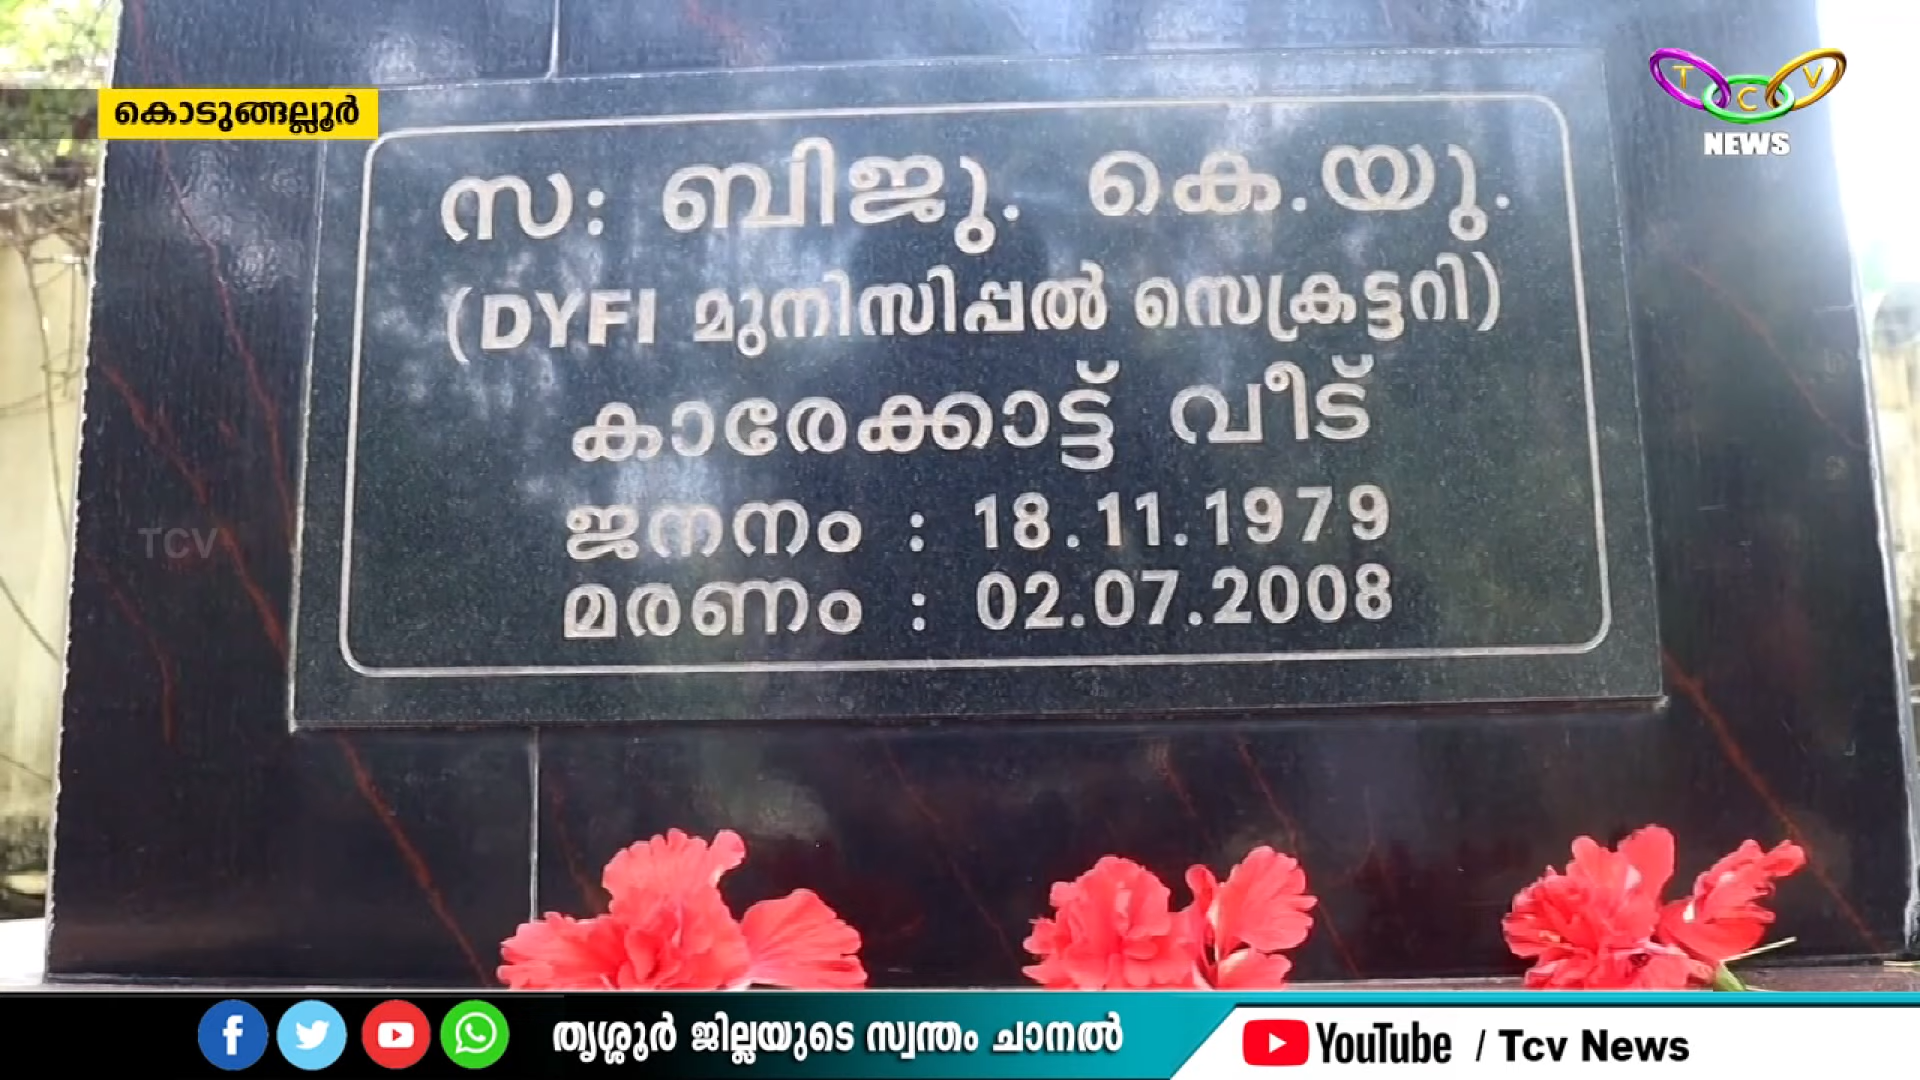 കൊടുങ്ങല്ലൂർ
T C V
NEWS
സ: ബിജു. കെ.യു.
(DYFI മുനിസിപ്പൽ സെക്രട്ടറി)
കാരേക്കാട്ട് വീട്
ജനനം : 18.11.1979
മരണം : 02.07.2008
TCV
തൃശ്ശൂർ ജില്ലയുടെ സ്വന്തം ചാനൽ
YouTube / Tcv News